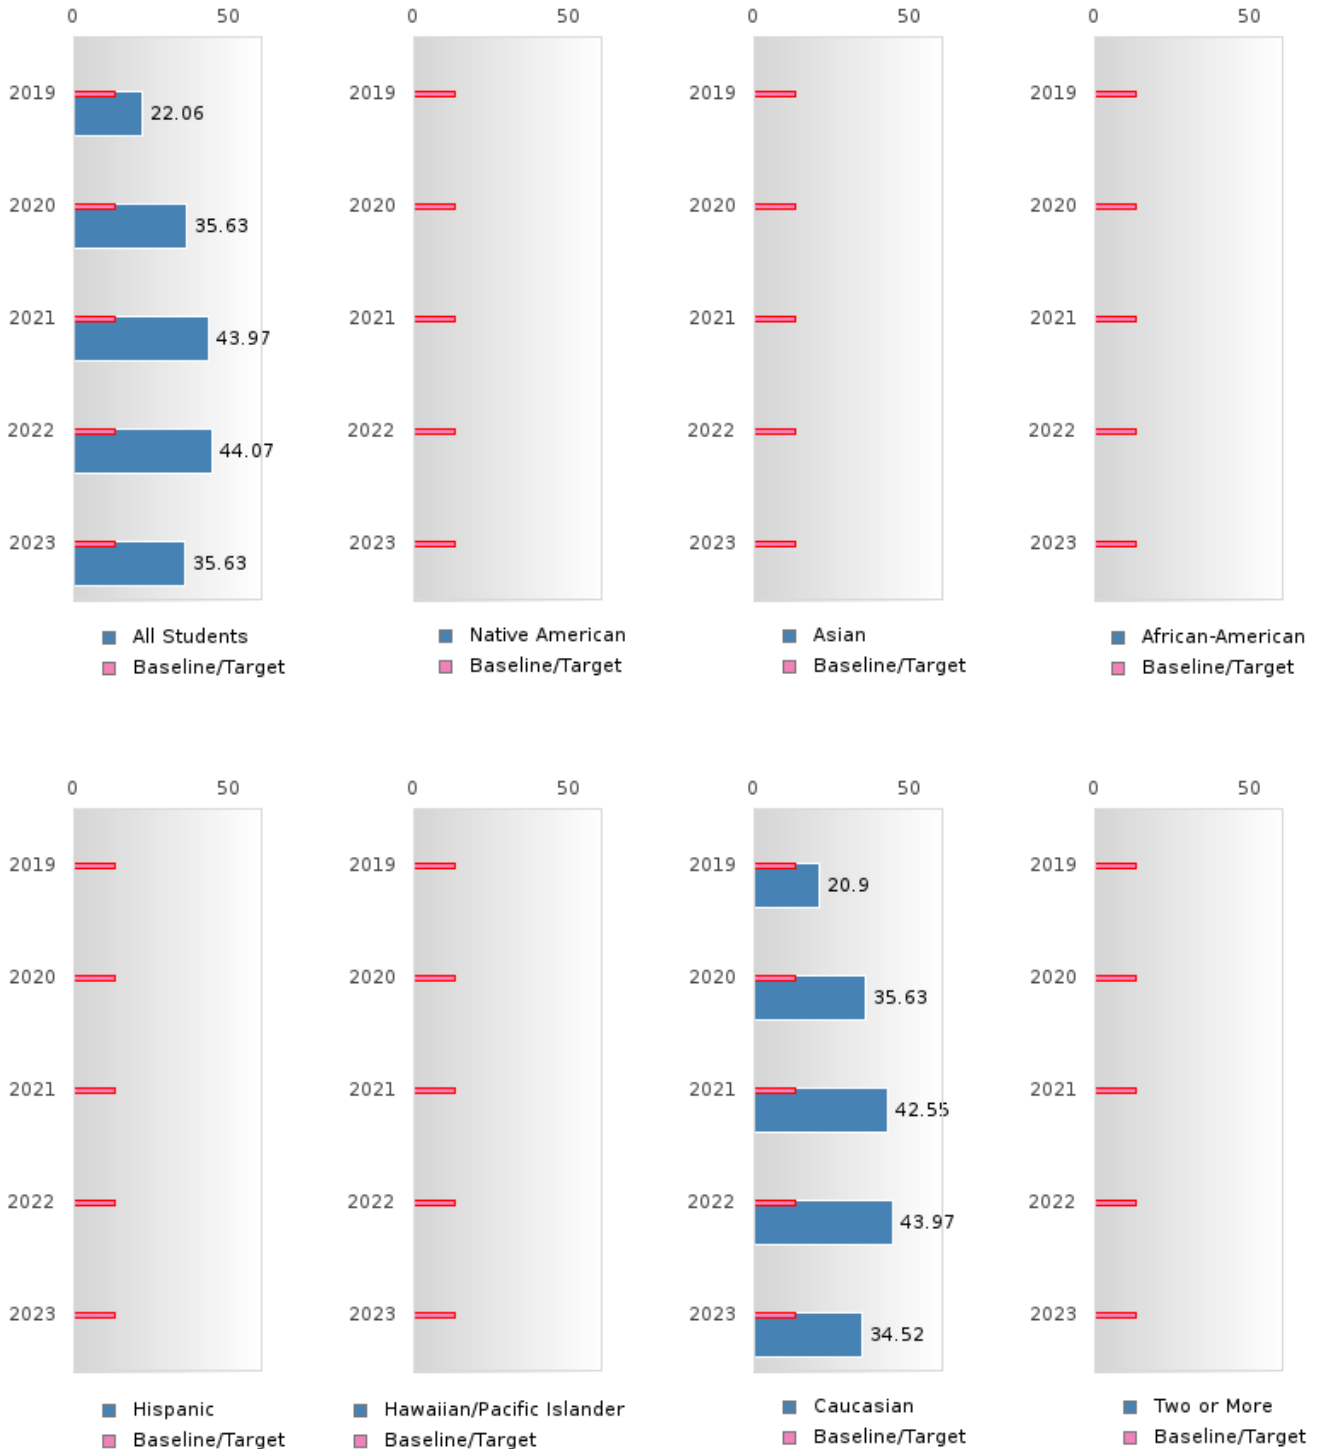 0 50 0 50 0 50 0 50
2019 22.06 2019 2019 2019
2020 35.63 2020 2020 2020
2021 43.97 2021 2021 2021
2022 44.07 2022 2022 2022
2023 35.63 2023 2023 2023
All Students Native American Asian African-American
Baseline/Target Baseline/Target Baseline/Target Baseline/Target
0 50 0 50 0 50 0 50
2019 2019 2019 20.9 2019
2020 2020 2020 35.63 2020
2021 2021 2021 42.55 2021
2022 2022 2022 43.97 2022
2023 2023 2023 34.52 2023
Hispanic Hawaiian/Pacific Islander Caucasian Two or More
Baseline/Target Baseline/Target Baseline/Target Baseline/Target